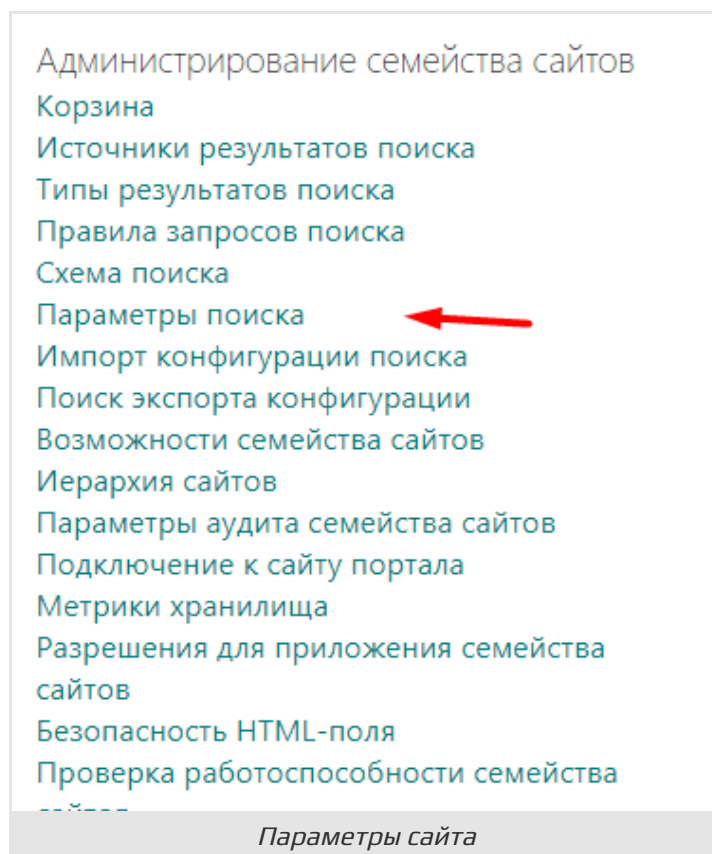 Администрирование семейства сайтов
Корзина
Источники результатов поиска
Типы результатов поиска
Правила запросов поиска
Схема поиска
Параметры поиска
Импорт конфигурации поиска
Поиск экспорта конфигурации
Возможности семейства сайтов
Иерархия сайтов
Параметры аудита семейства сайтов
Подключение к сайту портала
Метрики хранилища
Разрешения для приложения семейства
сайтов
Безопасность HTML-поля
Проверка работоспособности семейства
Параметры сайта